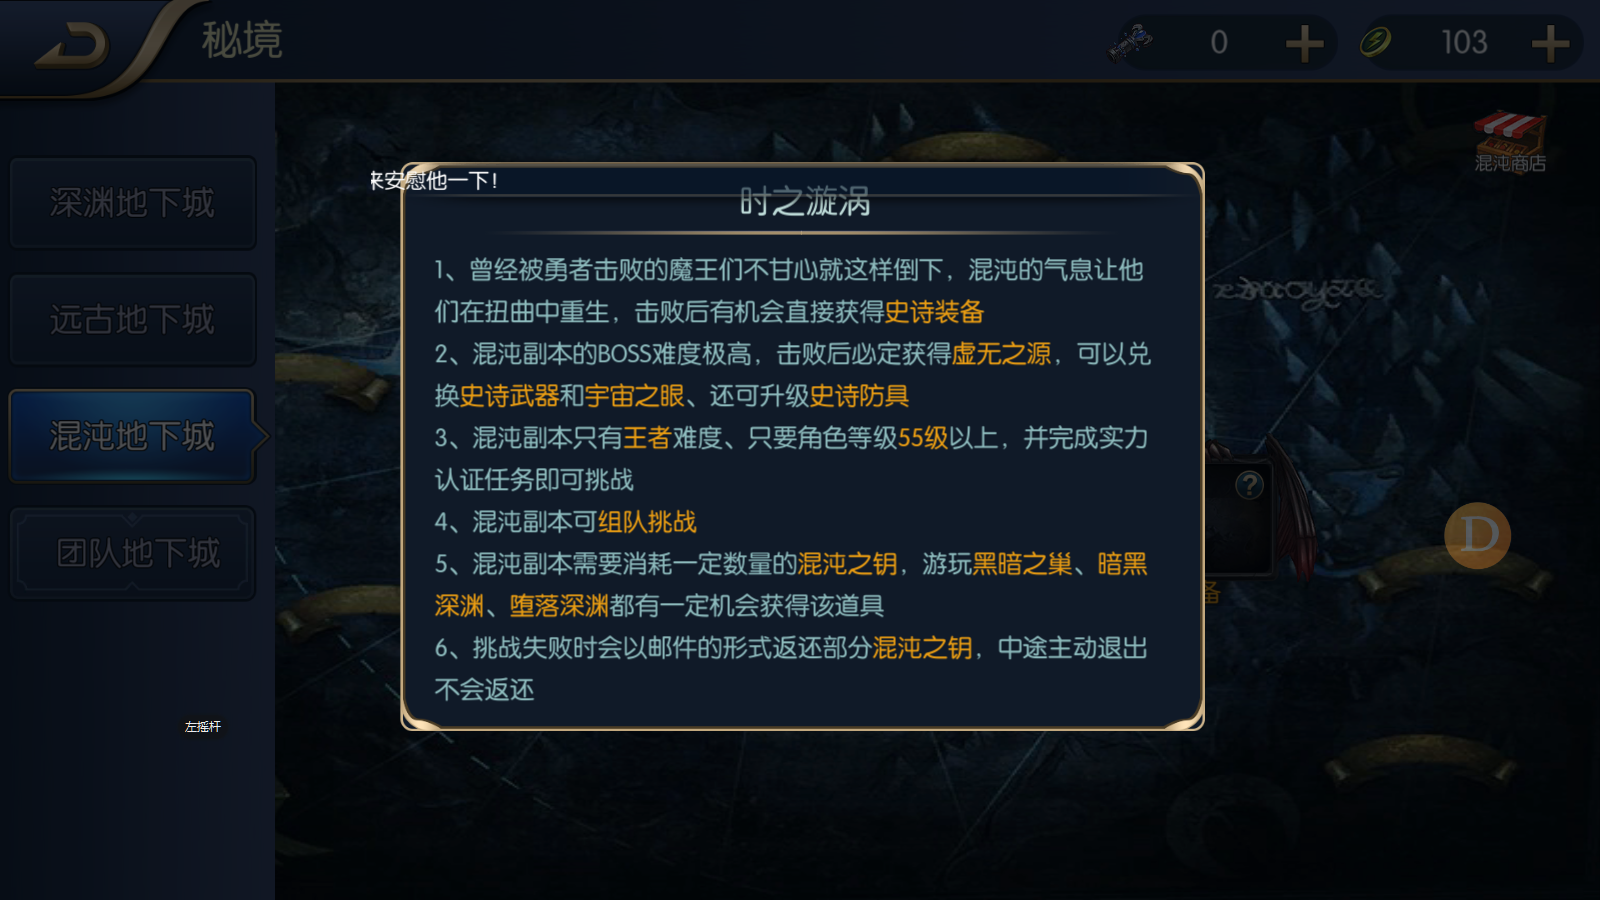 秘境
0
103
混沌商店
深渊地下城
远古地下城
混沌地下城
团队地下城
来安慰他一下!
时之漩涡
1、曾经被勇者击败的魔王们不甘心就这样倒下，混沌的气息让他
们在扭曲中重生，击败后有机会直接获得史诗装备
2、混沌副本的BOSS难度极高，击败后必定获得虚无之源，可以兑
换史诗武器和宇宙之眼、还可升级史诗防具
3、混沌副本只有王者难度、只要角色等级55级以上，并完成实力
认证任务即可挑战
4、混沌副本可组队挑战
5、混沌副本需要消耗一定数量的混沌之钥，游玩黑暗之巢、暗黑
深渊、堕落深渊都有一定机会获得该道具
6、挑战失败时会以邮件的形式返还部分混沌之钥，中途主动退出
不会返还
?
D
备
左摇杆